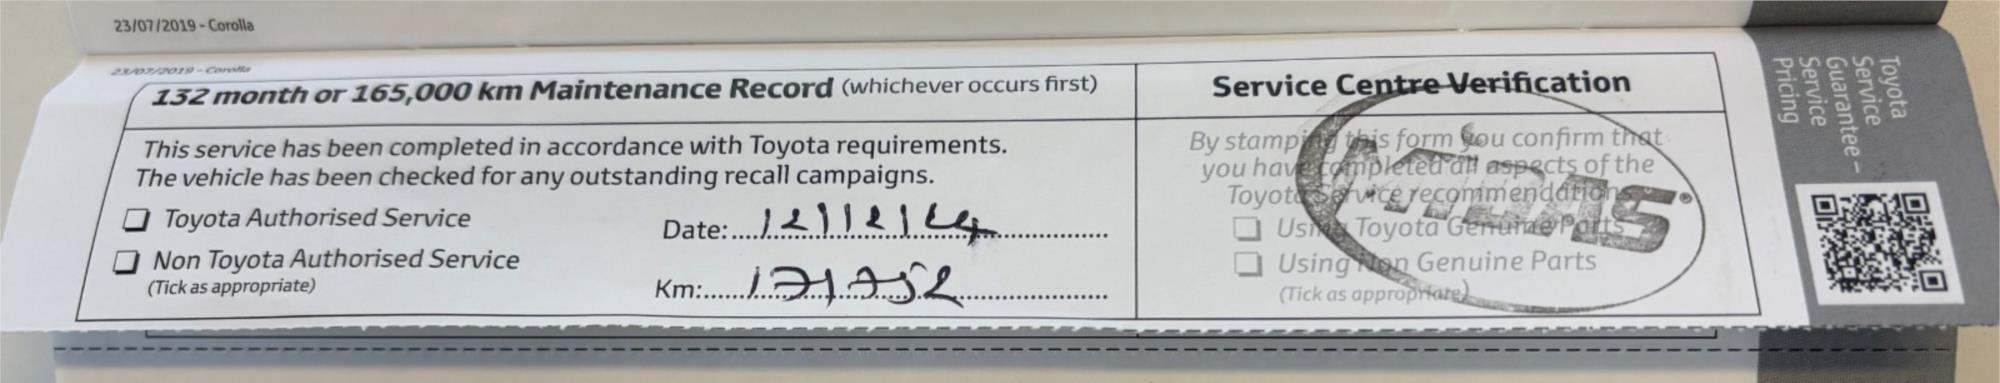 23/07/2019 - Corolla
23/07/2019 - Corolla
132 month or 165,000 km Maintenance Record (whichever occurs first)
This service has been completed in accordance with Toyota requirements.
The vehicle has been checked for any outstanding recall campaigns.
Toyota Authorised Service
Date: 12/12/24
Non Toyota Authorised Service
(Tick as appropriate)
Km: 171752
Service Centre Verification
By stamping this form you confirm that
you have completed all aspects of the
Toyota Service recommendations
Using Toyota Genuine Parts
Using Non Genuine Parts
(Tick as appropriate)
MIDAS®
Toyota
Service
Guarantee –
Service
Pricing